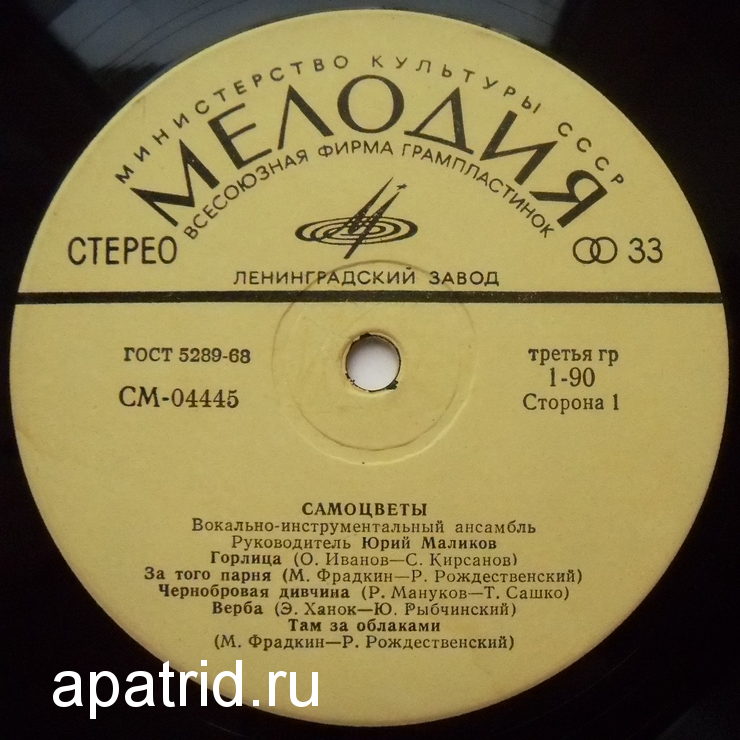 МИНИСТЕРСТВО КУЛЬТУРЫ СССР
МЕЛОДИЯ
ВСЕСОЮЗНАЯ ФИРМА ГРАМПЛАСТИНОК
СТЕРЕО
33
ЛЕНИНГРАДСКИЙ ЗАВОД
ГОСТ 5289-68
третья гр
СМ-04445
1-90
Сторона 1
САМОЦВЕТЫ
Вокально-инструментальный ансамбль
Руководитель Юрий Маликов
Горлица (О. Иванов—С. Кирсанов)
За того парня (М. Фрадкин—Р. Рождественский)
Чернобровая дивчина (Р. Мануков—Т. Сашко)
Верба (Э. Ханок—Ю. Рыбчинский)
Там за облаками
(М. Фрадкин—Р. Рождественский)
apatrid.ru